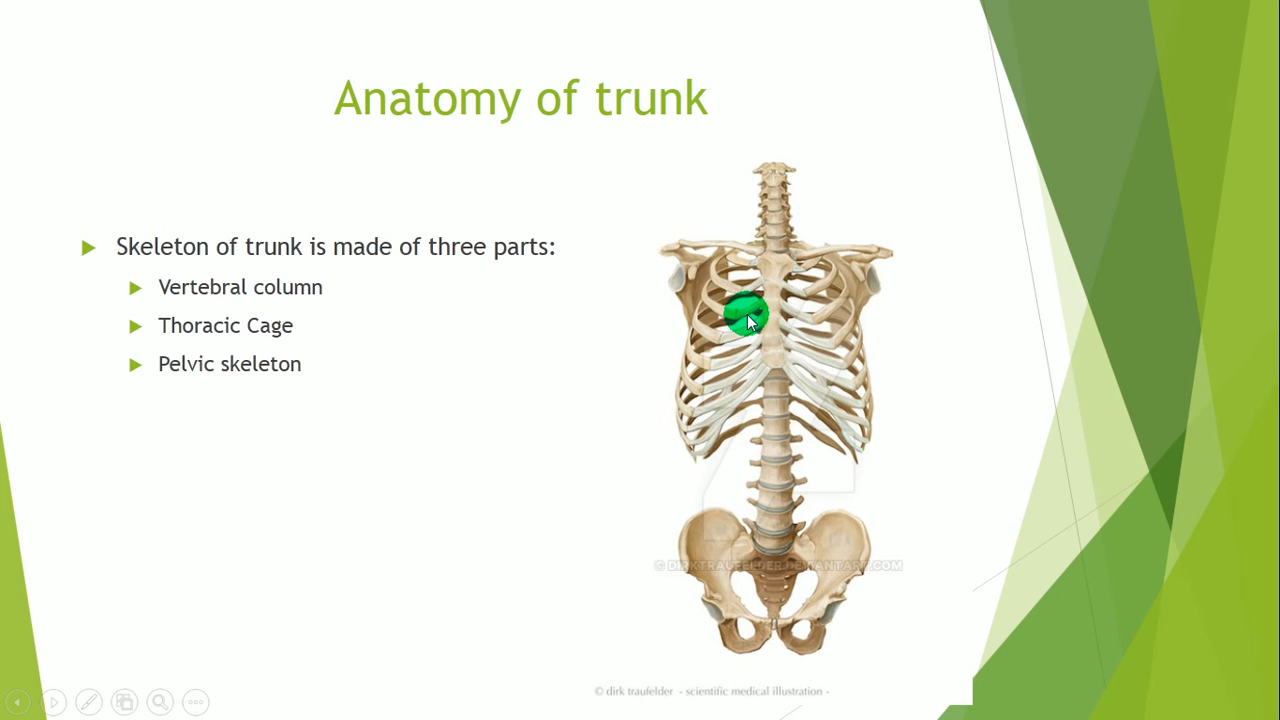 Anatomy of trunk
Skeleton of trunk is made of three parts:
Vertebral column
Thoracic Cage
Pelvic skeleton
© DIRKTRAUFELDER.DEVIANTART.COM
© dirk traufelder - scientific medical illustration -